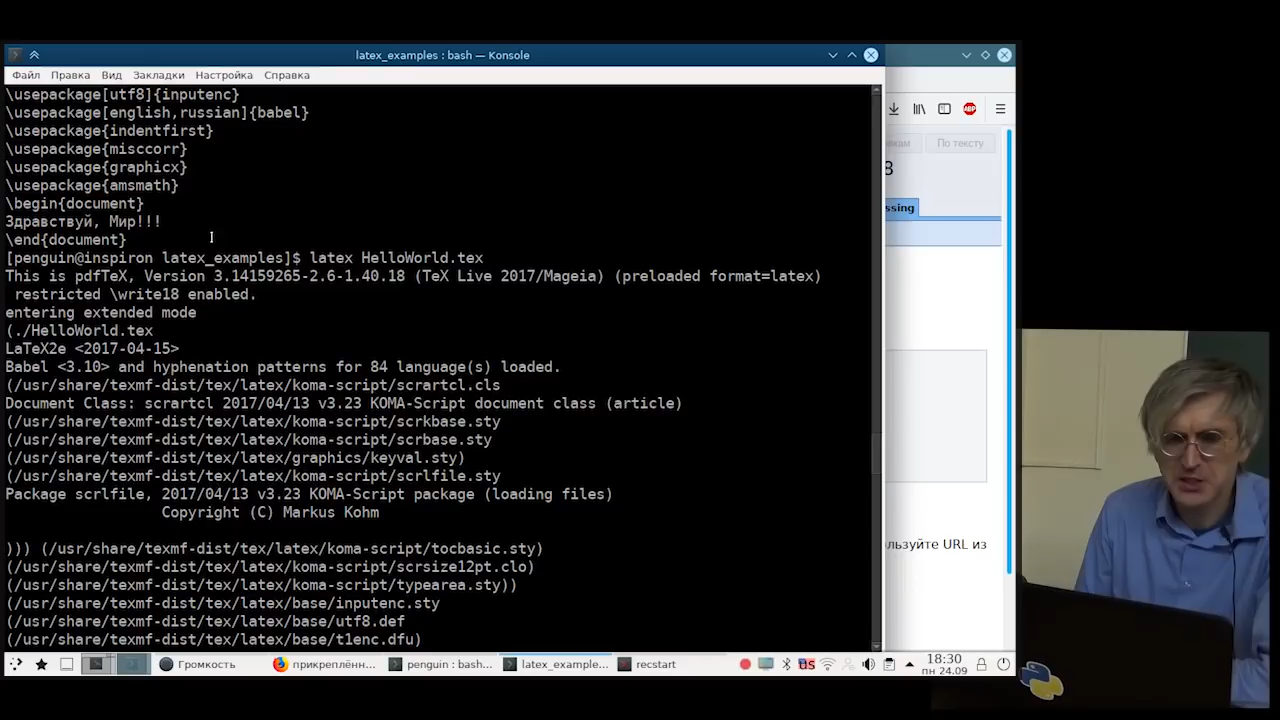 latex_examples : bash — Konsole
Файл Правка Вид Закладки Настройка Справка
\usepackage[utf8]{inputenc}
\usepackage[english,russian]{babel}
\usepackage{indentfirst}
\usepackage{misccorr}
\usepackage{graphicx}
\usepackage{amsmath}
\begin{document}
Здравствуй, Мир!!!
\end{document}
[penguin@inspiron latex_examples]$ latex HelloWorld.tex
This is pdfTeX, Version 3.14159265-2.6-1.40.18 (TeX Live 2017/Mageia) (preloaded format=latex)
 restricted \write18 enabled.
entering extended mode
(./HelloWorld.tex
LaTeX2e <2017-04-15>
Babel <3.10> and hyphenation patterns for 84 language(s) loaded.
(/usr/share/texmf-dist/tex/latex/koma-script/scrartcl.cls
Document Class: scrartcl 2017/04/13 v3.23 KOMA-Script document class (article)
(/usr/share/texmf-dist/tex/latex/koma-script/scrkbase.sty
(/usr/share/texmf-dist/tex/latex/koma-script/scrbase.sty
(/usr/share/texmf-dist/tex/latex/graphics/keyval.sty)
(/usr/share/texmf-dist/tex/latex/koma-script/scrlfile.sty
Package scrlfile, 2017/04/13 v3.23 KOMA-Script package (loading files)
                  Copyright (C) Markus Kohm
))) (/usr/share/texmf-dist/tex/latex/koma-script/tocbasic.sty)
(/usr/share/texmf-dist/tex/latex/koma-script/scrsize12pt.clo)
(/usr/share/texmf-dist/tex/latex/koma-script/typearea.sty))
(/usr/share/texmf-dist/tex/latex/base/inputenc.sty
(/usr/share/texmf-dist/tex/latex/base/utf8.def
(/usr/share/texmf-dist/tex/latex/base/t1enc.dfu)
ABP
По тексту
8
ssing
льзуйте URL из
Громкость прикреплённ... penguin : bash... latex_example... recstart US 18:30
пн 24.09